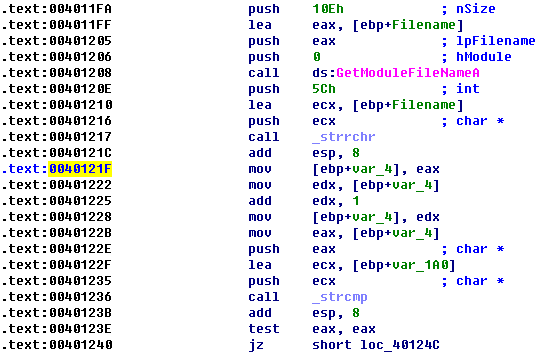 .text:004011FA push 10Eh ; nSize
.text:004011FF lea eax, [ebp+Filename]
.text:00401205 push eax ; lpFilename
.text:00401206 push 0 ; hModule
.text:00401208 call ds:GetModuleFileNameA
.text:0040120E push 5Ch ; int
.text:00401210 lea ecx, [ebp+Filename]
.text:00401216 push ecx ; char *
.text:00401217 call _strrchr
.text:0040121C add esp, 8
.text:0040121F mov [ebp+var_4], eax
.text:00401222 mov edx, [ebp+var_4]
.text:00401225 add edx, 1
.text:00401228 mov [ebp+var_4], edx
.text:0040122B mov eax, [ebp+var_4]
.text:0040122E push eax ; char *
.text:0040122F lea ecx, [ebp+var_1A0]
.text:00401235 push ecx ; char *
.text:00401236 call _strcmp
.text:0040123B add esp, 8
.text:0040123E test eax, eax
.text:00401240 jz short loc_40124C